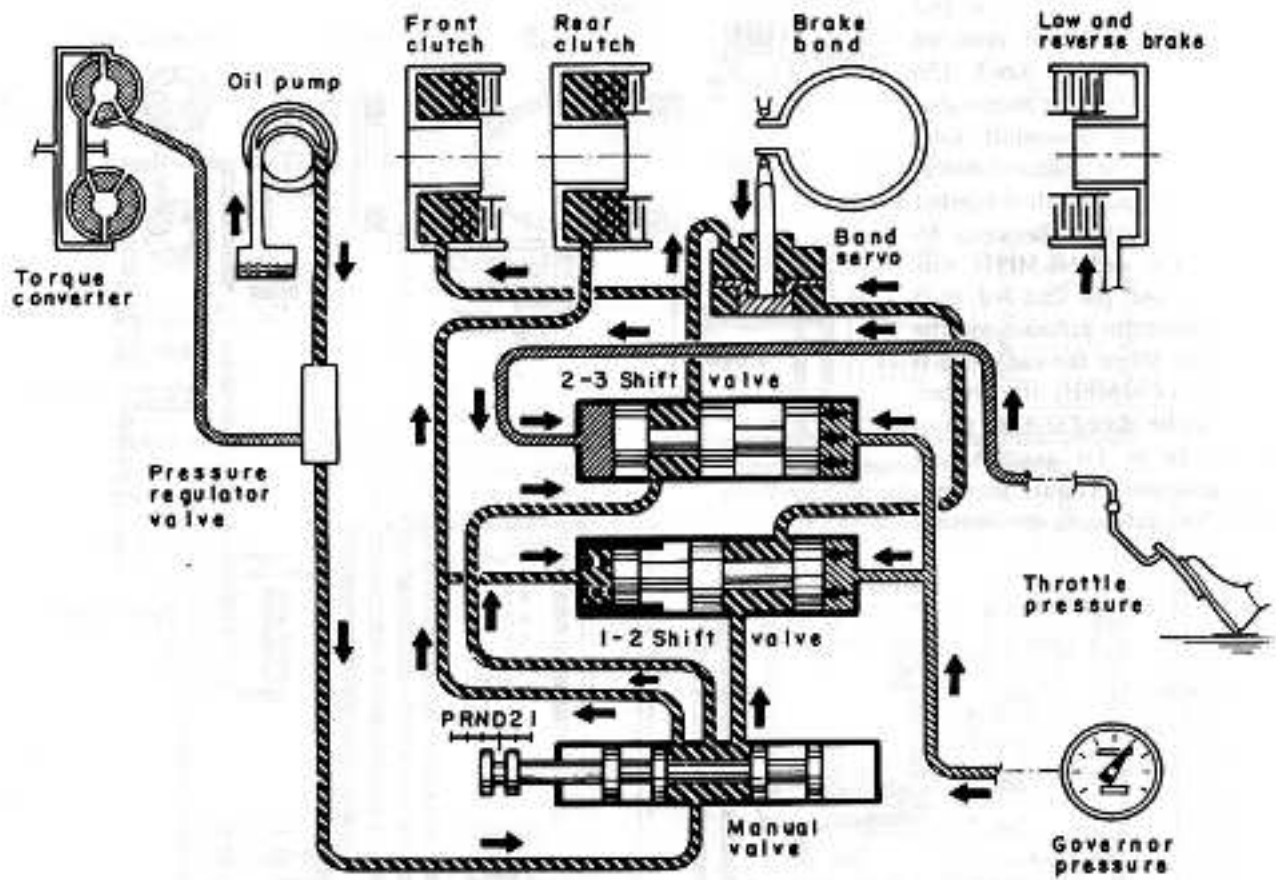 Front
clutch
Rear
clutch
Brake
band
Low and
reverse brake
Oil pump
Torque
converter
Band
servo
2-3 Shift valve
Pressure
regulator
valve
Throttle
pressure
1-2 Shift valve
PRND21
Manual
valve
Governor
pressure